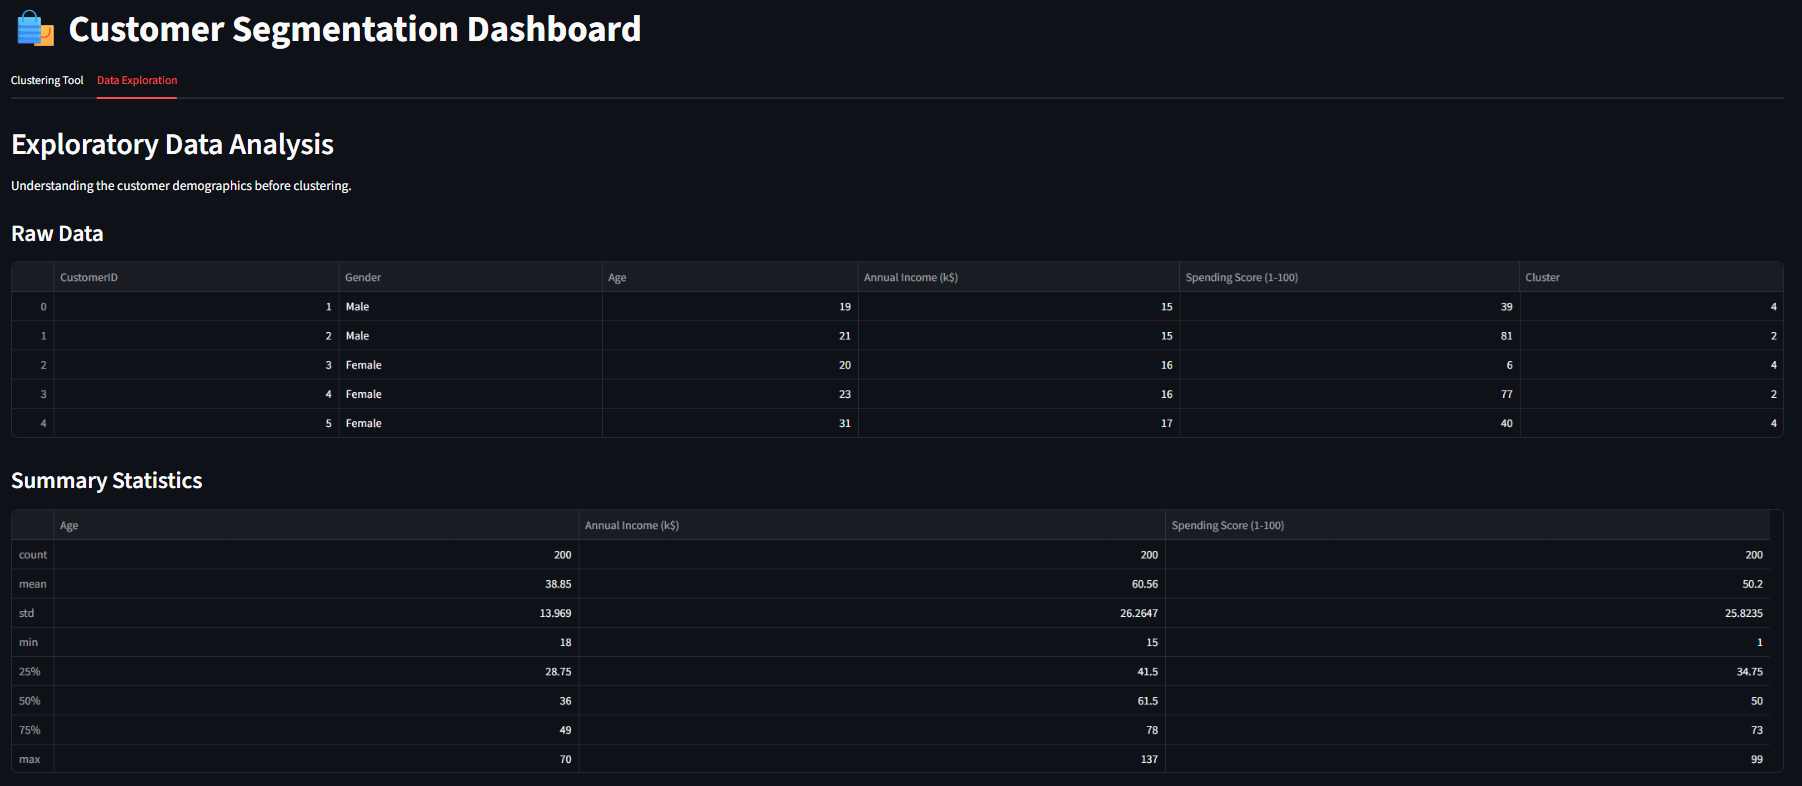 Customer Segmentation Dashboard
Clustering Tool Data Exploration
Exploratory Data Analysis
Understanding the customer demographics before clustering.
Raw Data
CustomerID Gender Age Annual Income (k$) Spending Score (1-100) Cluster
0 1 Male 19 15 39 4
1 2 Male 21 15 81 2
2 3 Female 20 16 6 4
3 4 Female 23 16 77 2
4 5 Female 31 17 40 4
Summary Statistics
Age Annual Income (k$) Spending Score (1-100)
count 200 200 200
mean 38.85 60.56 50.2
std 13.969 26.2647 25.8235
min 18 15 1
25% 28.75 41.5 34.75
50% 36 61.5 50
75% 49 78 73
max 70 137 99